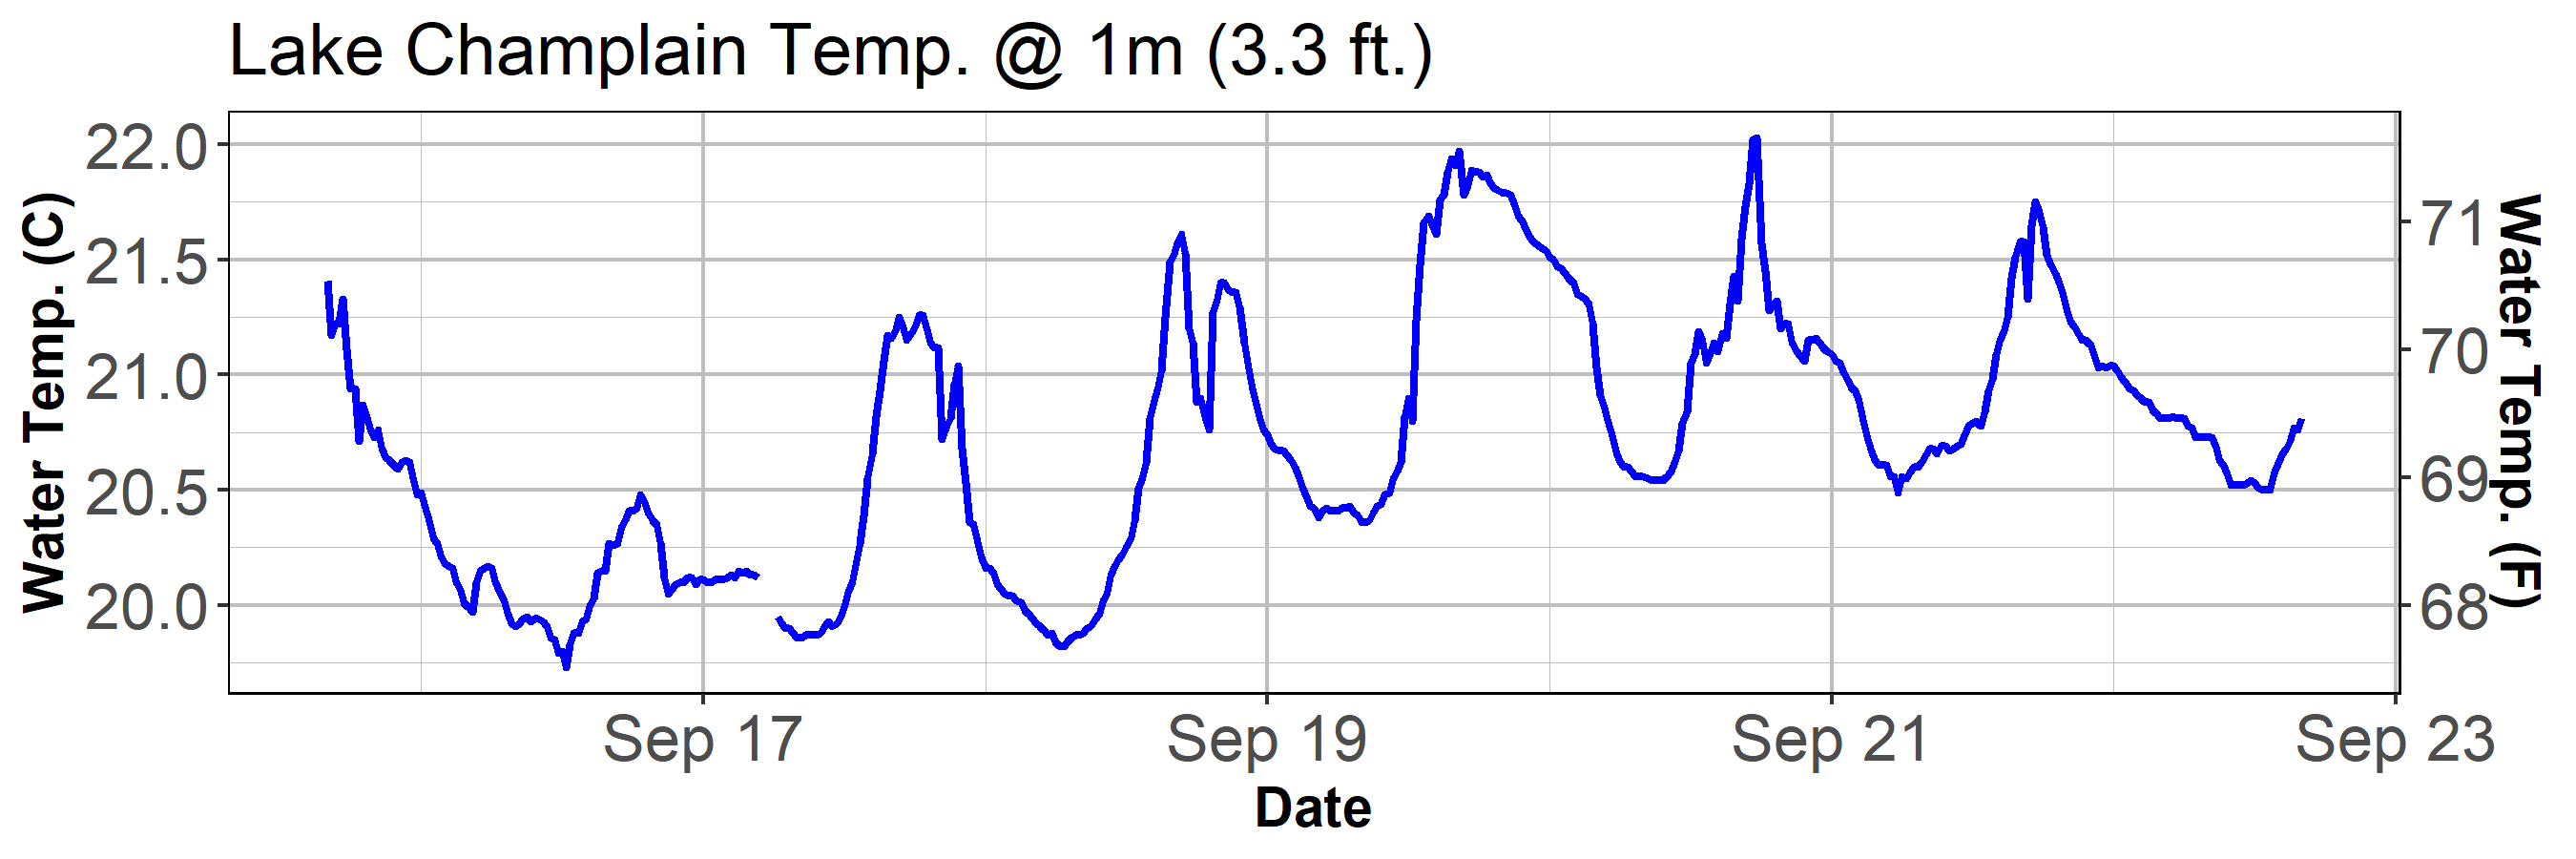 Lake Champlain Temp. @ 1m (3.3 ft.)
Water Temp. (C)
22.0
21.5
21.0
20.5
20.0
71
70
69
68
Water Temp. (F)
Sep 17
Sep 19
Sep 21
Sep 23
Date